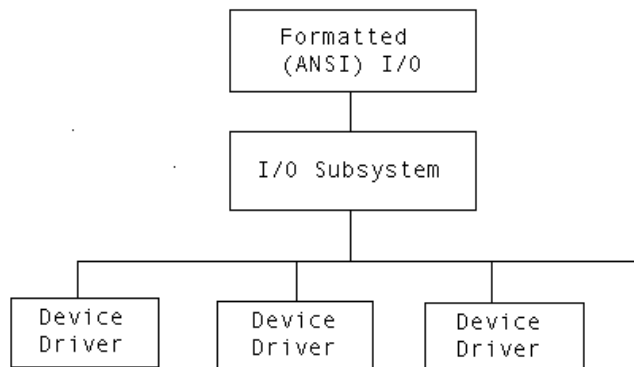 Formatted
(ANSI) I/O
I/O Subsystem
Device
Driver
Device
Driver
Device
Driver